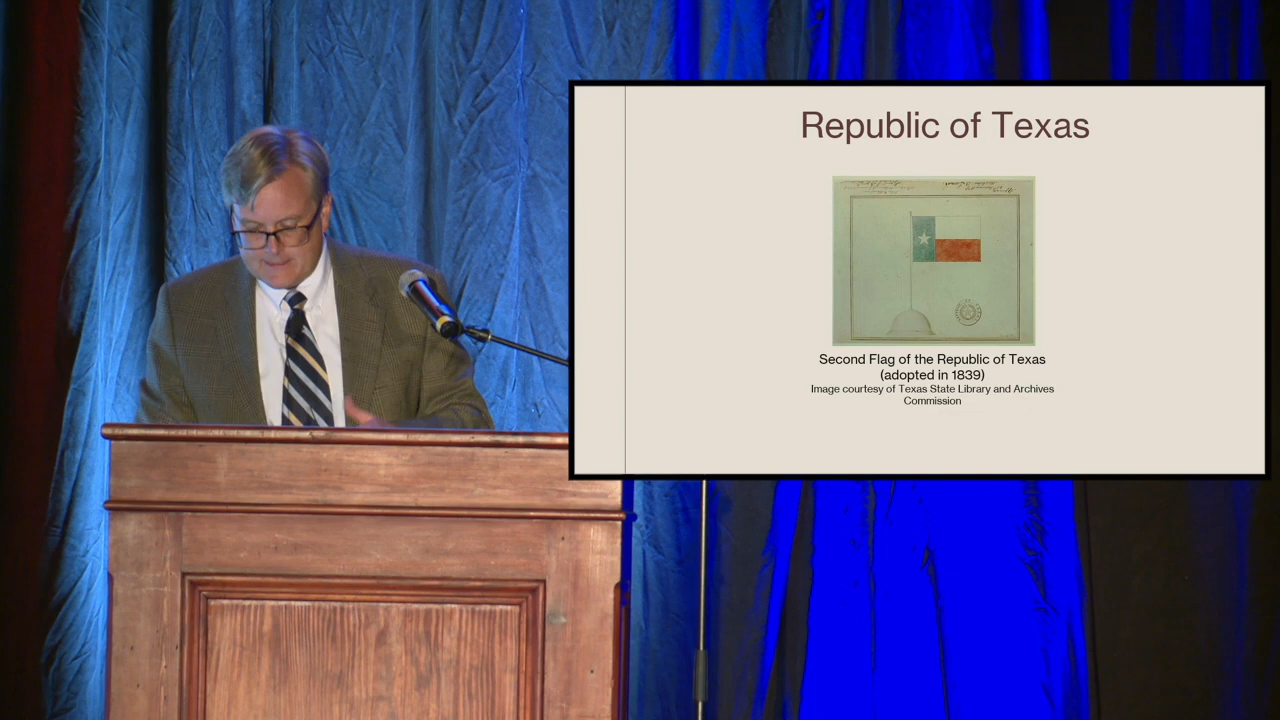 Republic of Texas
Second Flag of the Republic of Texas
(adopted in 1839)
Image courtesy of Texas State Library and Archives
Commission